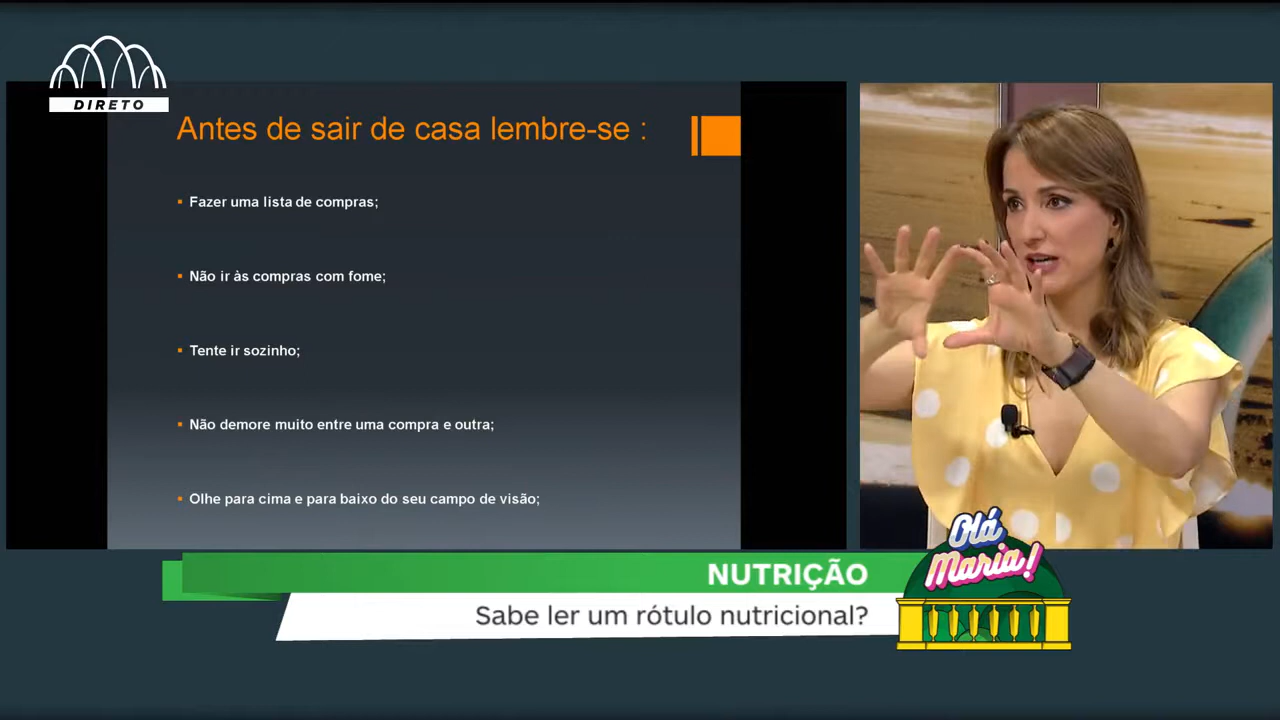 DIRETO
Antes de sair de casa lembre-se :
Fazer uma lista de compras;
Não ir às compras com fome;
Tente ir sozinho;
Não demore muito entre uma compra e outra;
Olhe para cima e para baixo do seu campo de visão;
NUTRIÇÃO
Sabe ler um rótulo nutricional?
Olá
Maria!